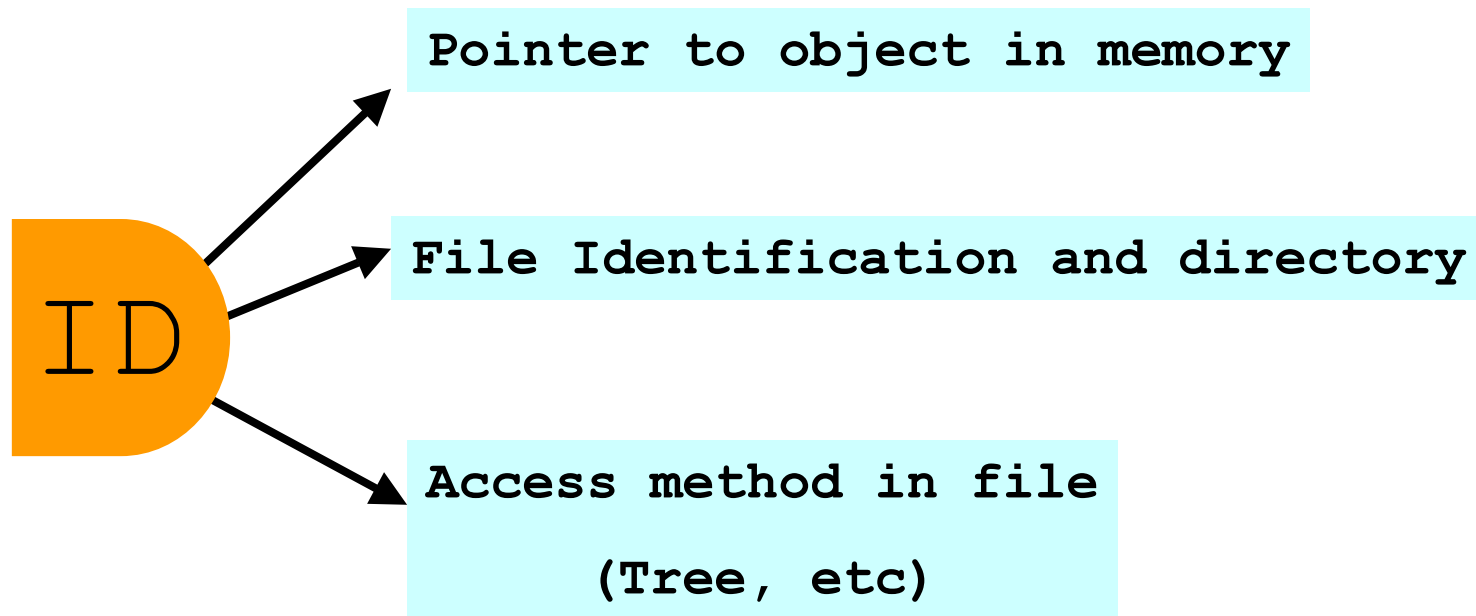 Pointer to object in memory
File Identification and directory
ID
Access method in file
(Tree, etc)